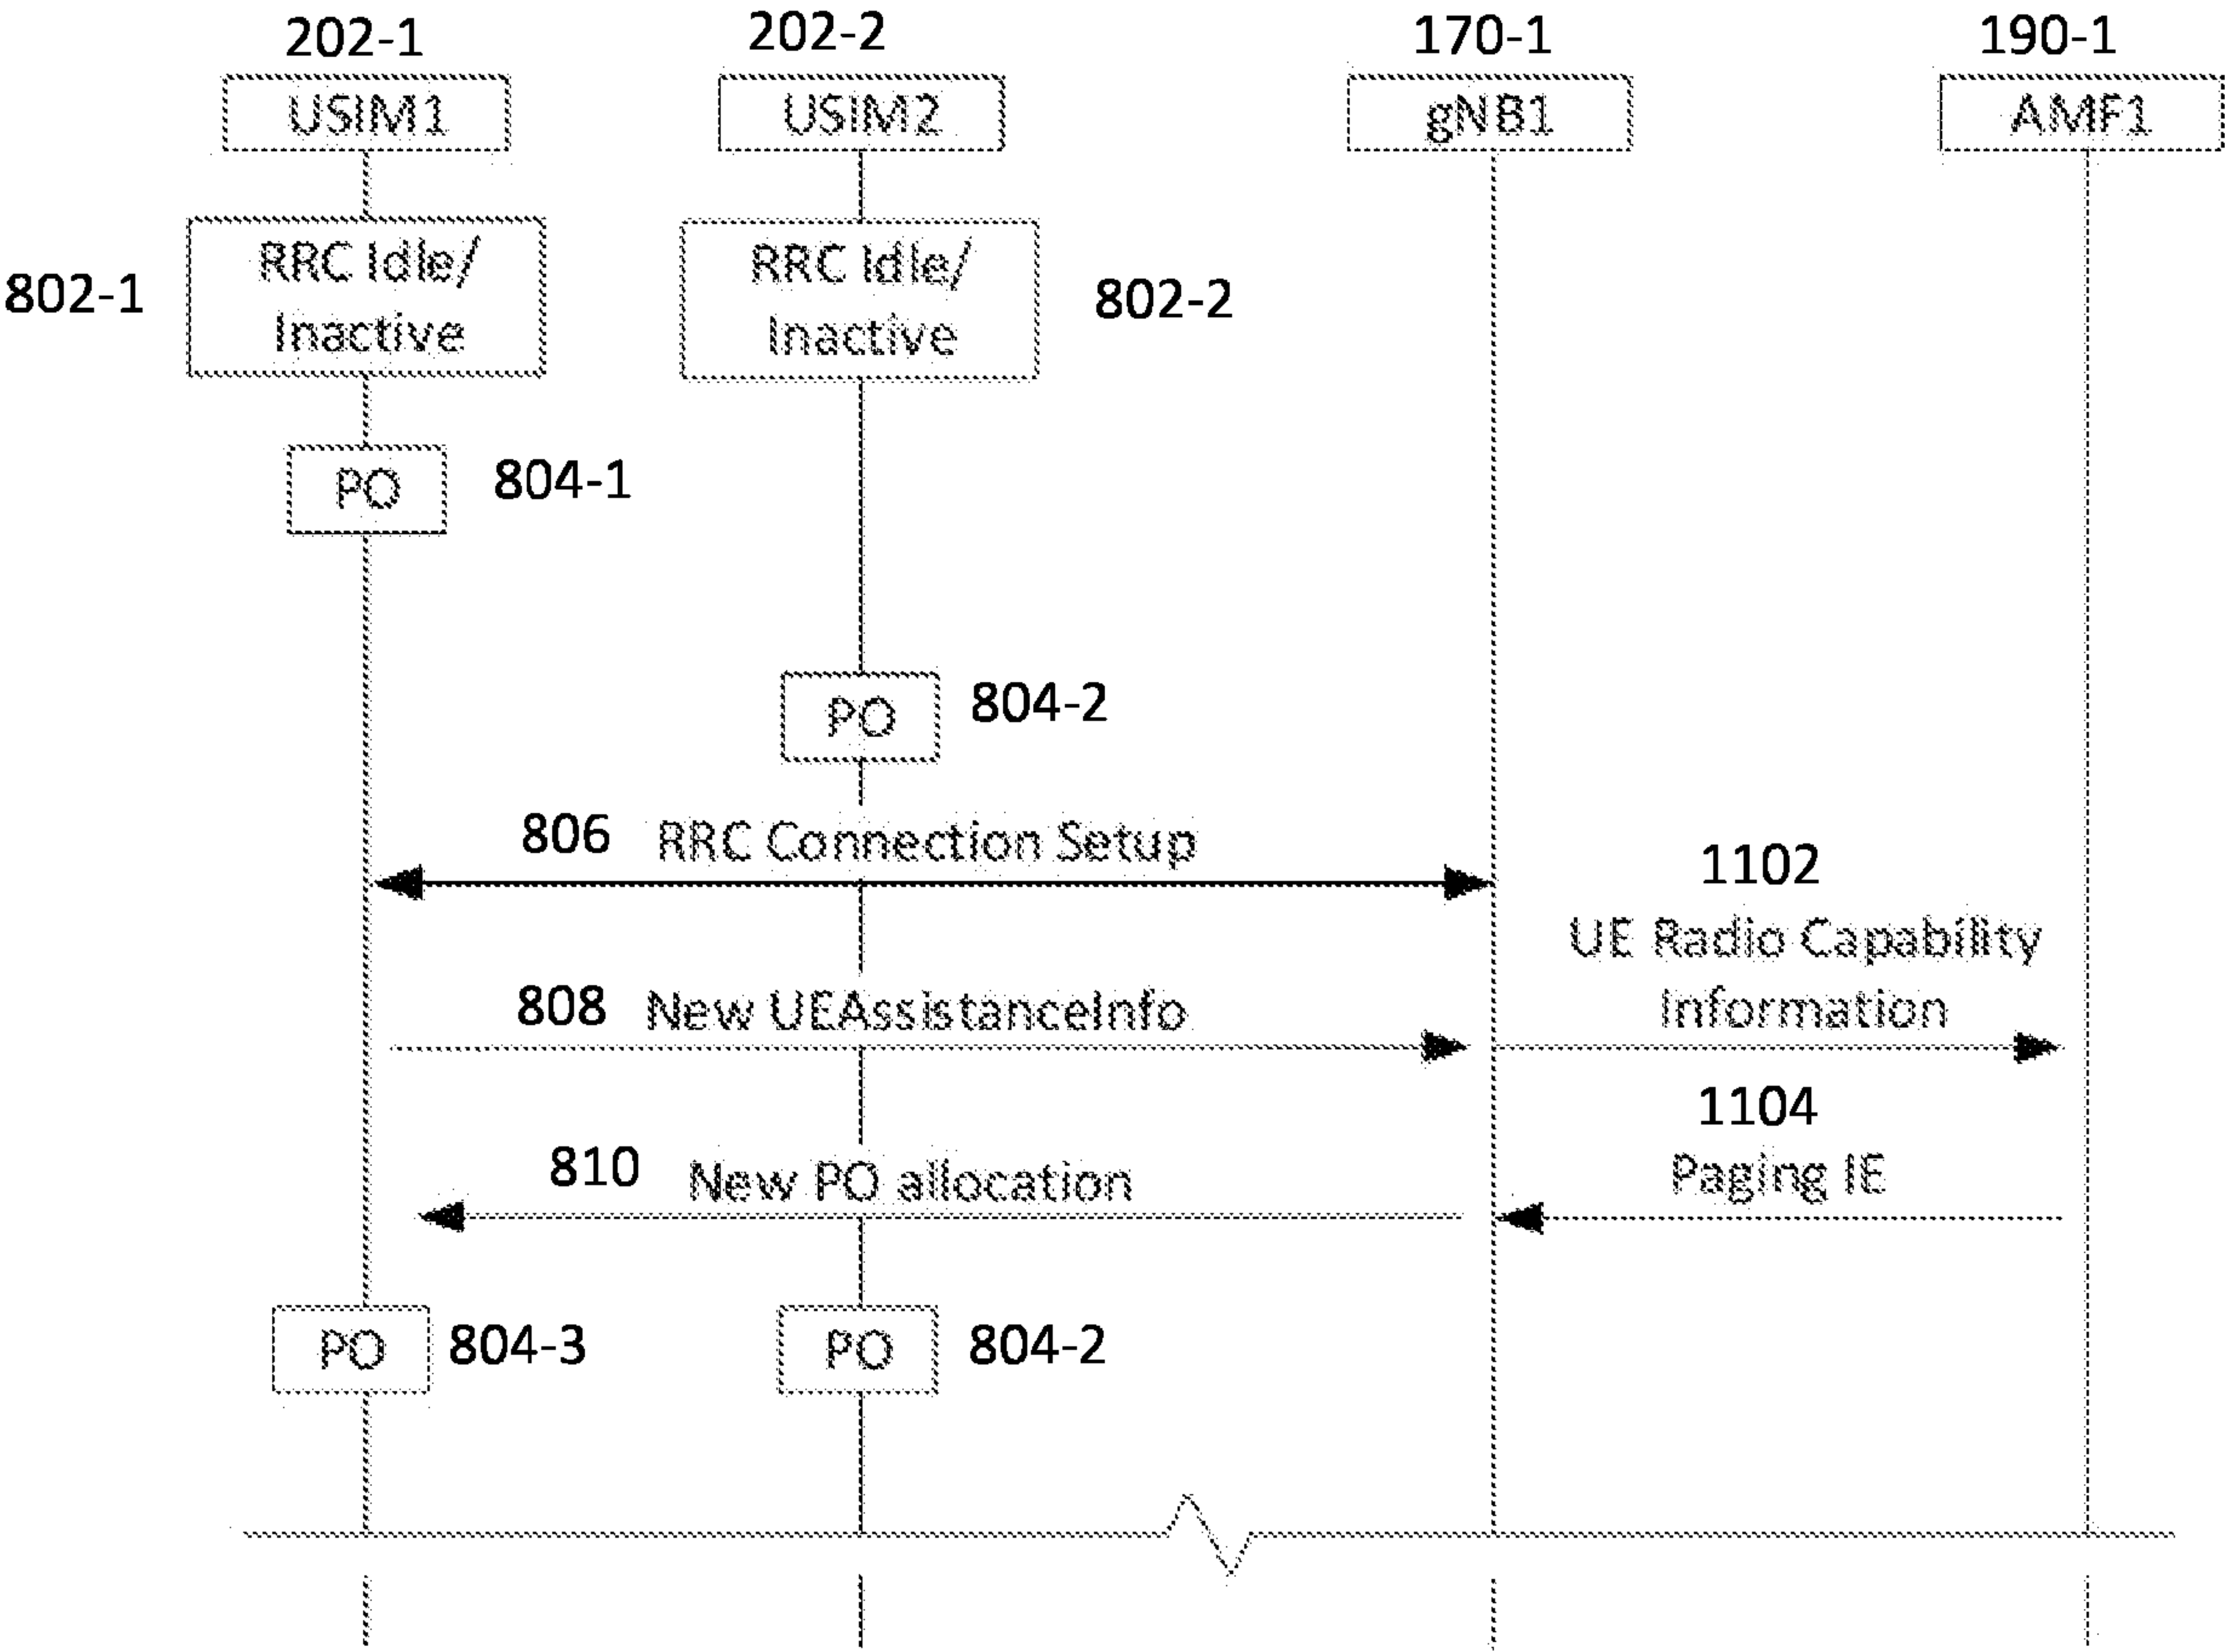 202-1
202-2
170-1
190-1
USIM1
USIM2
gNB1
AMF1
802-1
RRC Idle/
Inactive
RRC Idle/
Inactive
802-2
PO
804-1
PO
804-2
806 RRC Connection Setup
1102
UE Radio Capability
Information
808 New UEAssistanceInfo
1104
Paging IE
810 New PO allocation
PO
804-3
PO
804-2